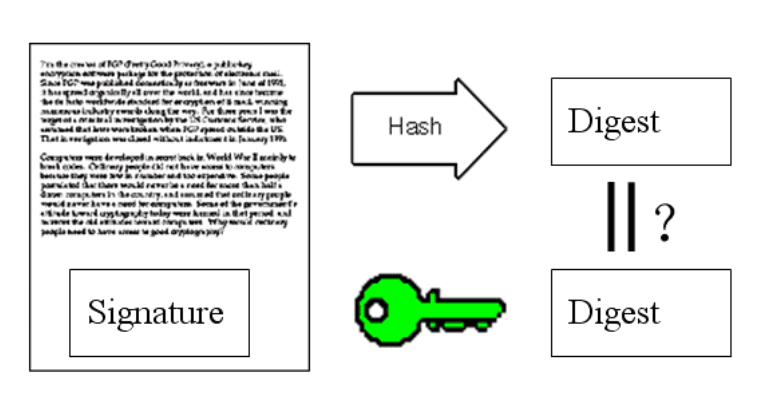 I'm the creator of PGP (Pretty Good Privacy), a public-key
encryption software package for the protection of electronic mail.
Since PGP was published domestically as freeware in June of 1991,
it has spread organically all over the world, and has since become
the de facto worldwide standard for encryption of E-mail, winning
numerous industry awards along the way. For three years I was the
target of a criminal investigation by the US Customs Service, who
assumed that laws were broken when PGP spread outside the US.
That investigation was closed without indictment in January 1996.
Computers were developed in secret back in World War II mainly to
break codes. Ordinary people did not have access to computers
because they were few in number and too expensive. Some people
postulated that there would never be a need for more than half a
dozen computers in the country, and assumed that ordinary people
would never have a need for computers. Some of the government's
attitude toward cryptography today were formed in that period, and
the old attitudes toward computers. Why would ordinary
people need to have access to good cryptography?
Signature
Hash
Digest
?
Digest